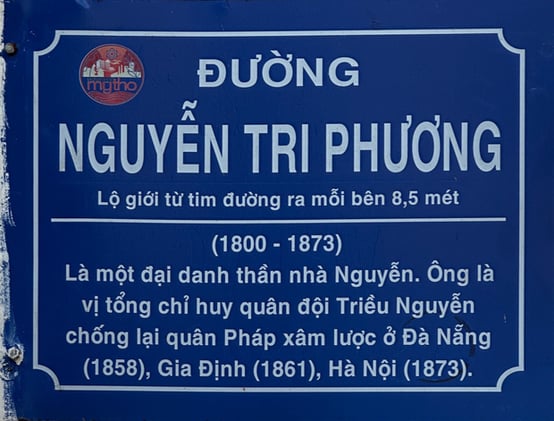 mỹtho
ĐƯỜNG
NGUYỄN TRI PHƯƠNG
Lộ giới từ tim đường ra mỗi bên 8,5 mét
(1800 - 1873)
Là một đại danh thần nhà Nguyễn. Ông là
vị tổng chỉ huy quân đội Triều Nguyễn
chống lại quân Pháp xâm lược ở Đà Nẵng
(1858), Gia Định (1861), Hà Nội (1873).